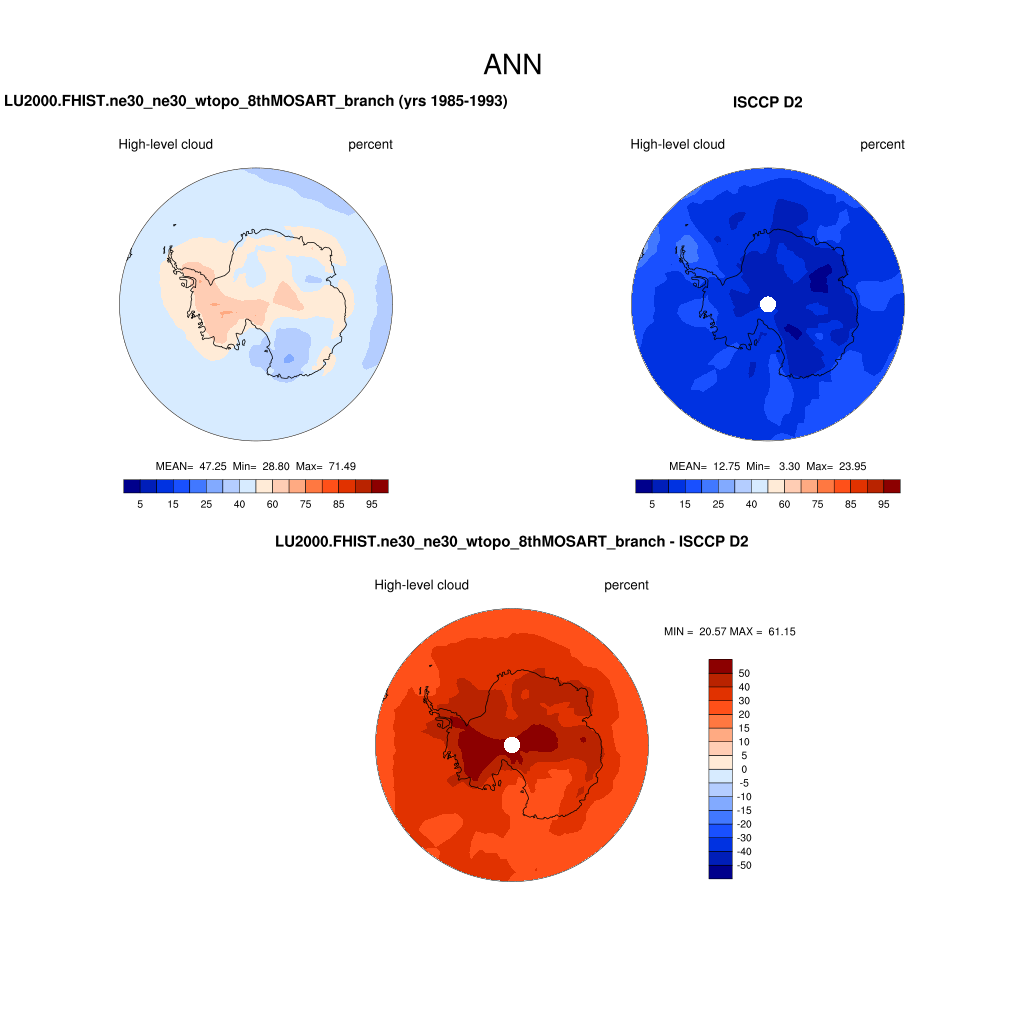 ANN
LU2000.FHIST.ne30_ne30_wtopo_8thMOSART_branch (yrs 1985-1993)
High-level cloud percent
MEAN= 47.25 Min= 28.80 Max= 71.49
5 15 25 40 60 75 85 95
ISCCP D2
High-level cloud percent
MEAN= 12.75 Min= 3.30 Max= 23.95
5 15 25 40 60 75 85 95
LU2000.FHIST.ne30_ne30_wtopo_8thMOSART_branch - ISCCP D2
High-level cloud percent
MIN = 20.57 MAX = 61.15
50
40
30
20
15
10
5
0
-5
-10
-15
-20
-30
-40
-50